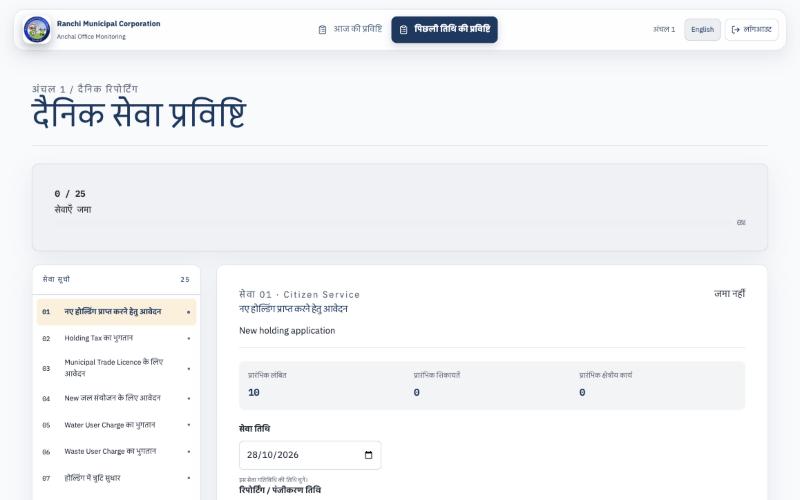 Ranchi Municipal Corporation
Anchal Office Monitoring
आज की प्रविष्टि
पिछली तिथि की प्रविष्टि
अंचल 1
English
लॉगआउट
अंचल 1 / दैनिक रिपोर्टिंग
दैनिक सेवा प्रविष्टि
0 / 25
सेवाएँ जमा
0%
सेवा सूची
25
01 नए होल्डिंग प्राप्त करने हेतु आवेदन
02 Holding Tax का भुगतान
03 Municipal Trade Licence के लिए
आवेदन
04 New जल संयोजन के लिए आवेदन
05 Water User Charge का भुगतान
06 Waste User Charge का भुगतान
07 होल्डिंग में त्रुटि सुधार
सेवा 01 · Citizen Service
जमा नहीं
नए होल्डिंग प्राप्त करने हेतु आवेदन
New holding application
प्रारंभिक लंबित
प्रारंभिक शिकायतें
प्रारंभिक क्षेत्रीय कार्य
10
0
0
सेवा तिथि
28/10/2026
इस सेवा गतिविधि की तिथि चुनें।
रिपोर्टिंग / पंजीकरण तिथि